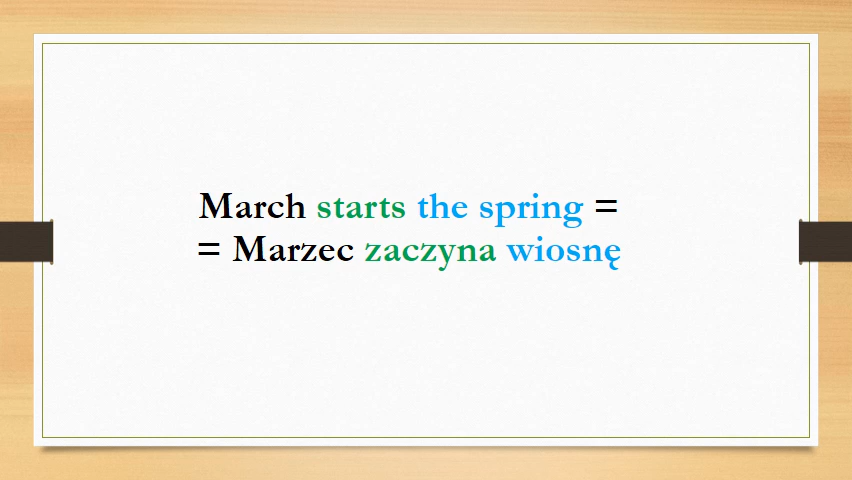 March starts the spring =
= Marzec zaczyna wiosnę